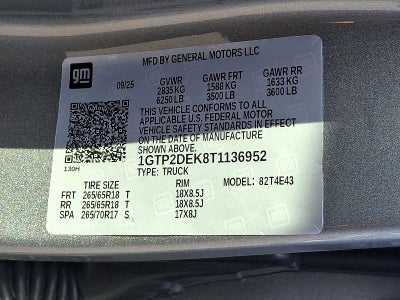 MFD BY GENERAL MOTORS LLC
gm
09/25 GVWR GAWR FRT GAWR RR
2835 KG 1588 KG 1633 KG
6250 LB 3500 LB 3600 LB
THIS VEHICLE CONFORMS TO ALL
APPLICABLE U.S. FEDERAL MOTOR
VEHICLE SAFETY STANDARDS IN EFFECT
ON THE DATE OF MANUFACTURE
SHOWN ABOVE.
1GTP2DEK8T1136952
130H TYPE: TRUCK
TIRE SIZE RIM MODEL: 82T4E43
FRT 265/65R18 T 18X8.5J
RR 265/65R18 T 18X8.5J
SPA 265/70R17 S 17X8J